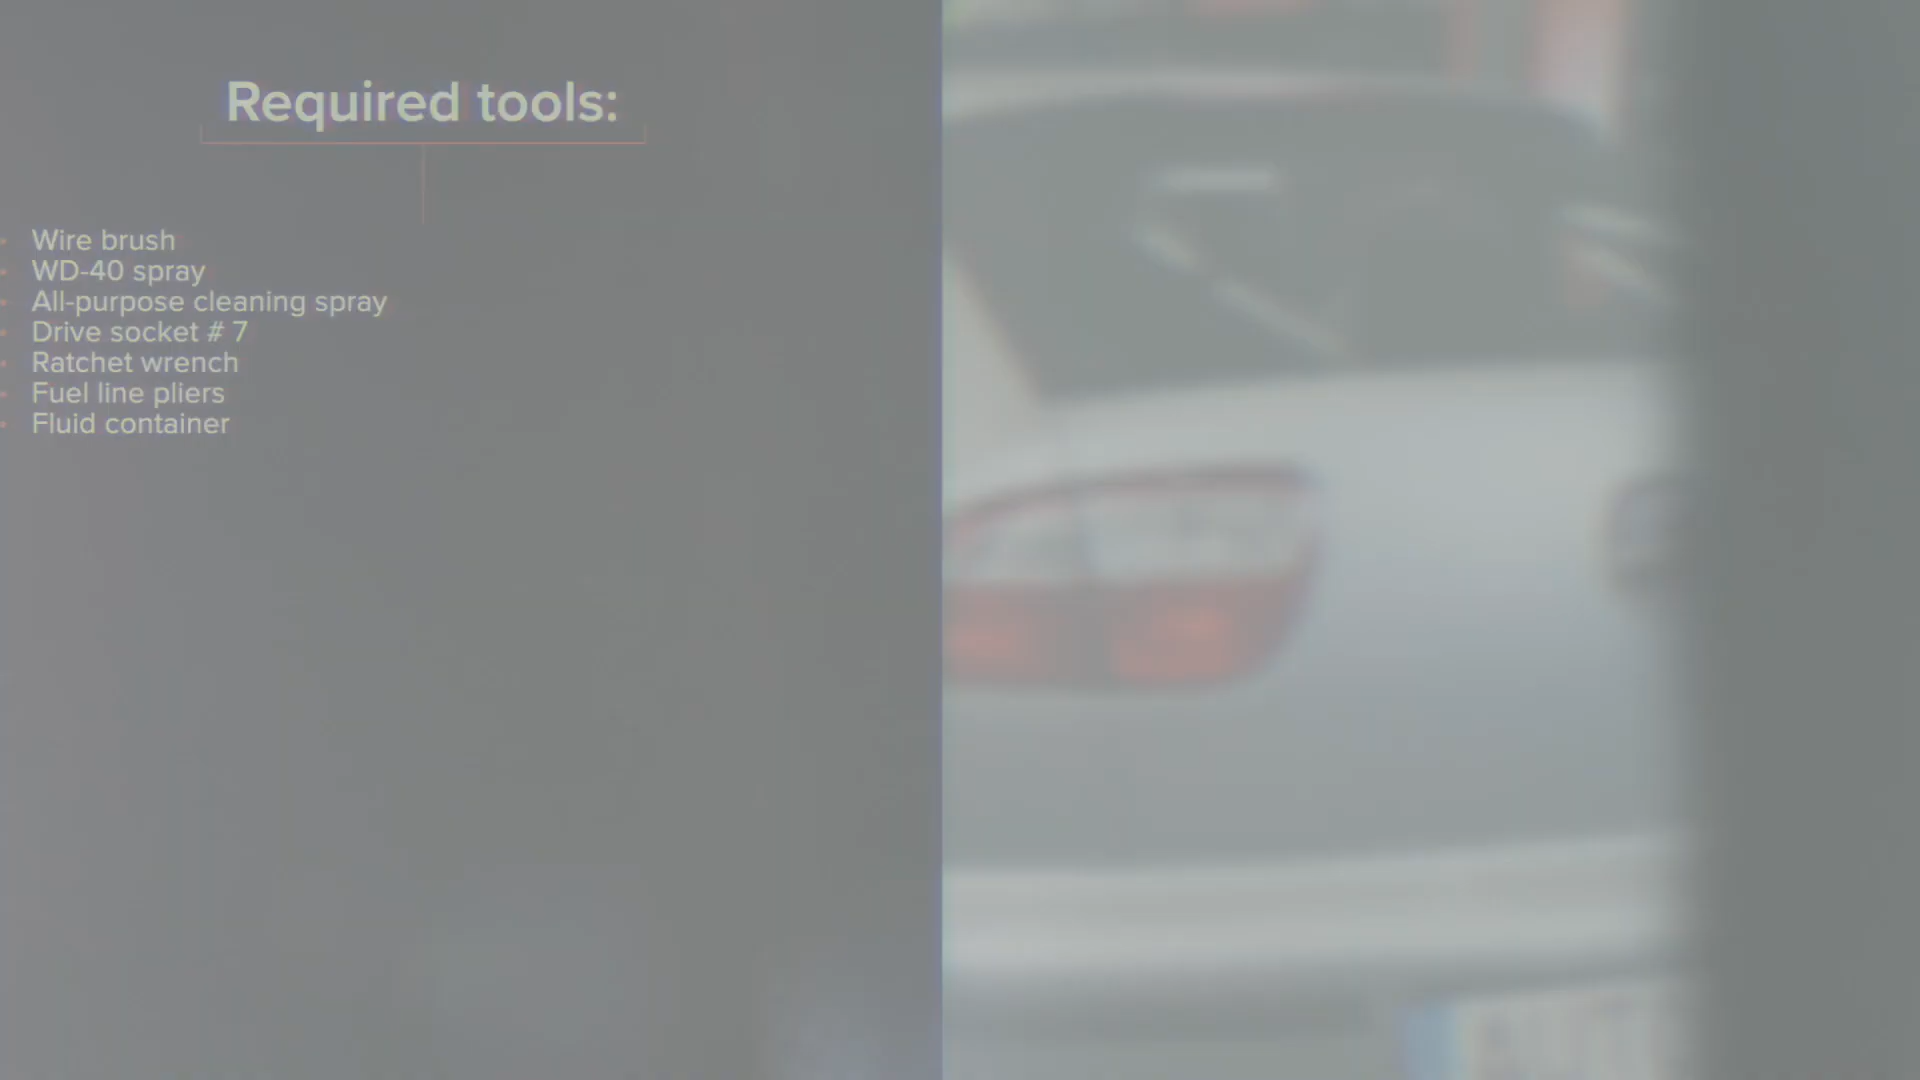 Required tools:
Wire brush
WD-40 spray
All-purpose cleaning spray
Drive socket # 7
Ratchet wrench
Fuel line pliers
Fluid container